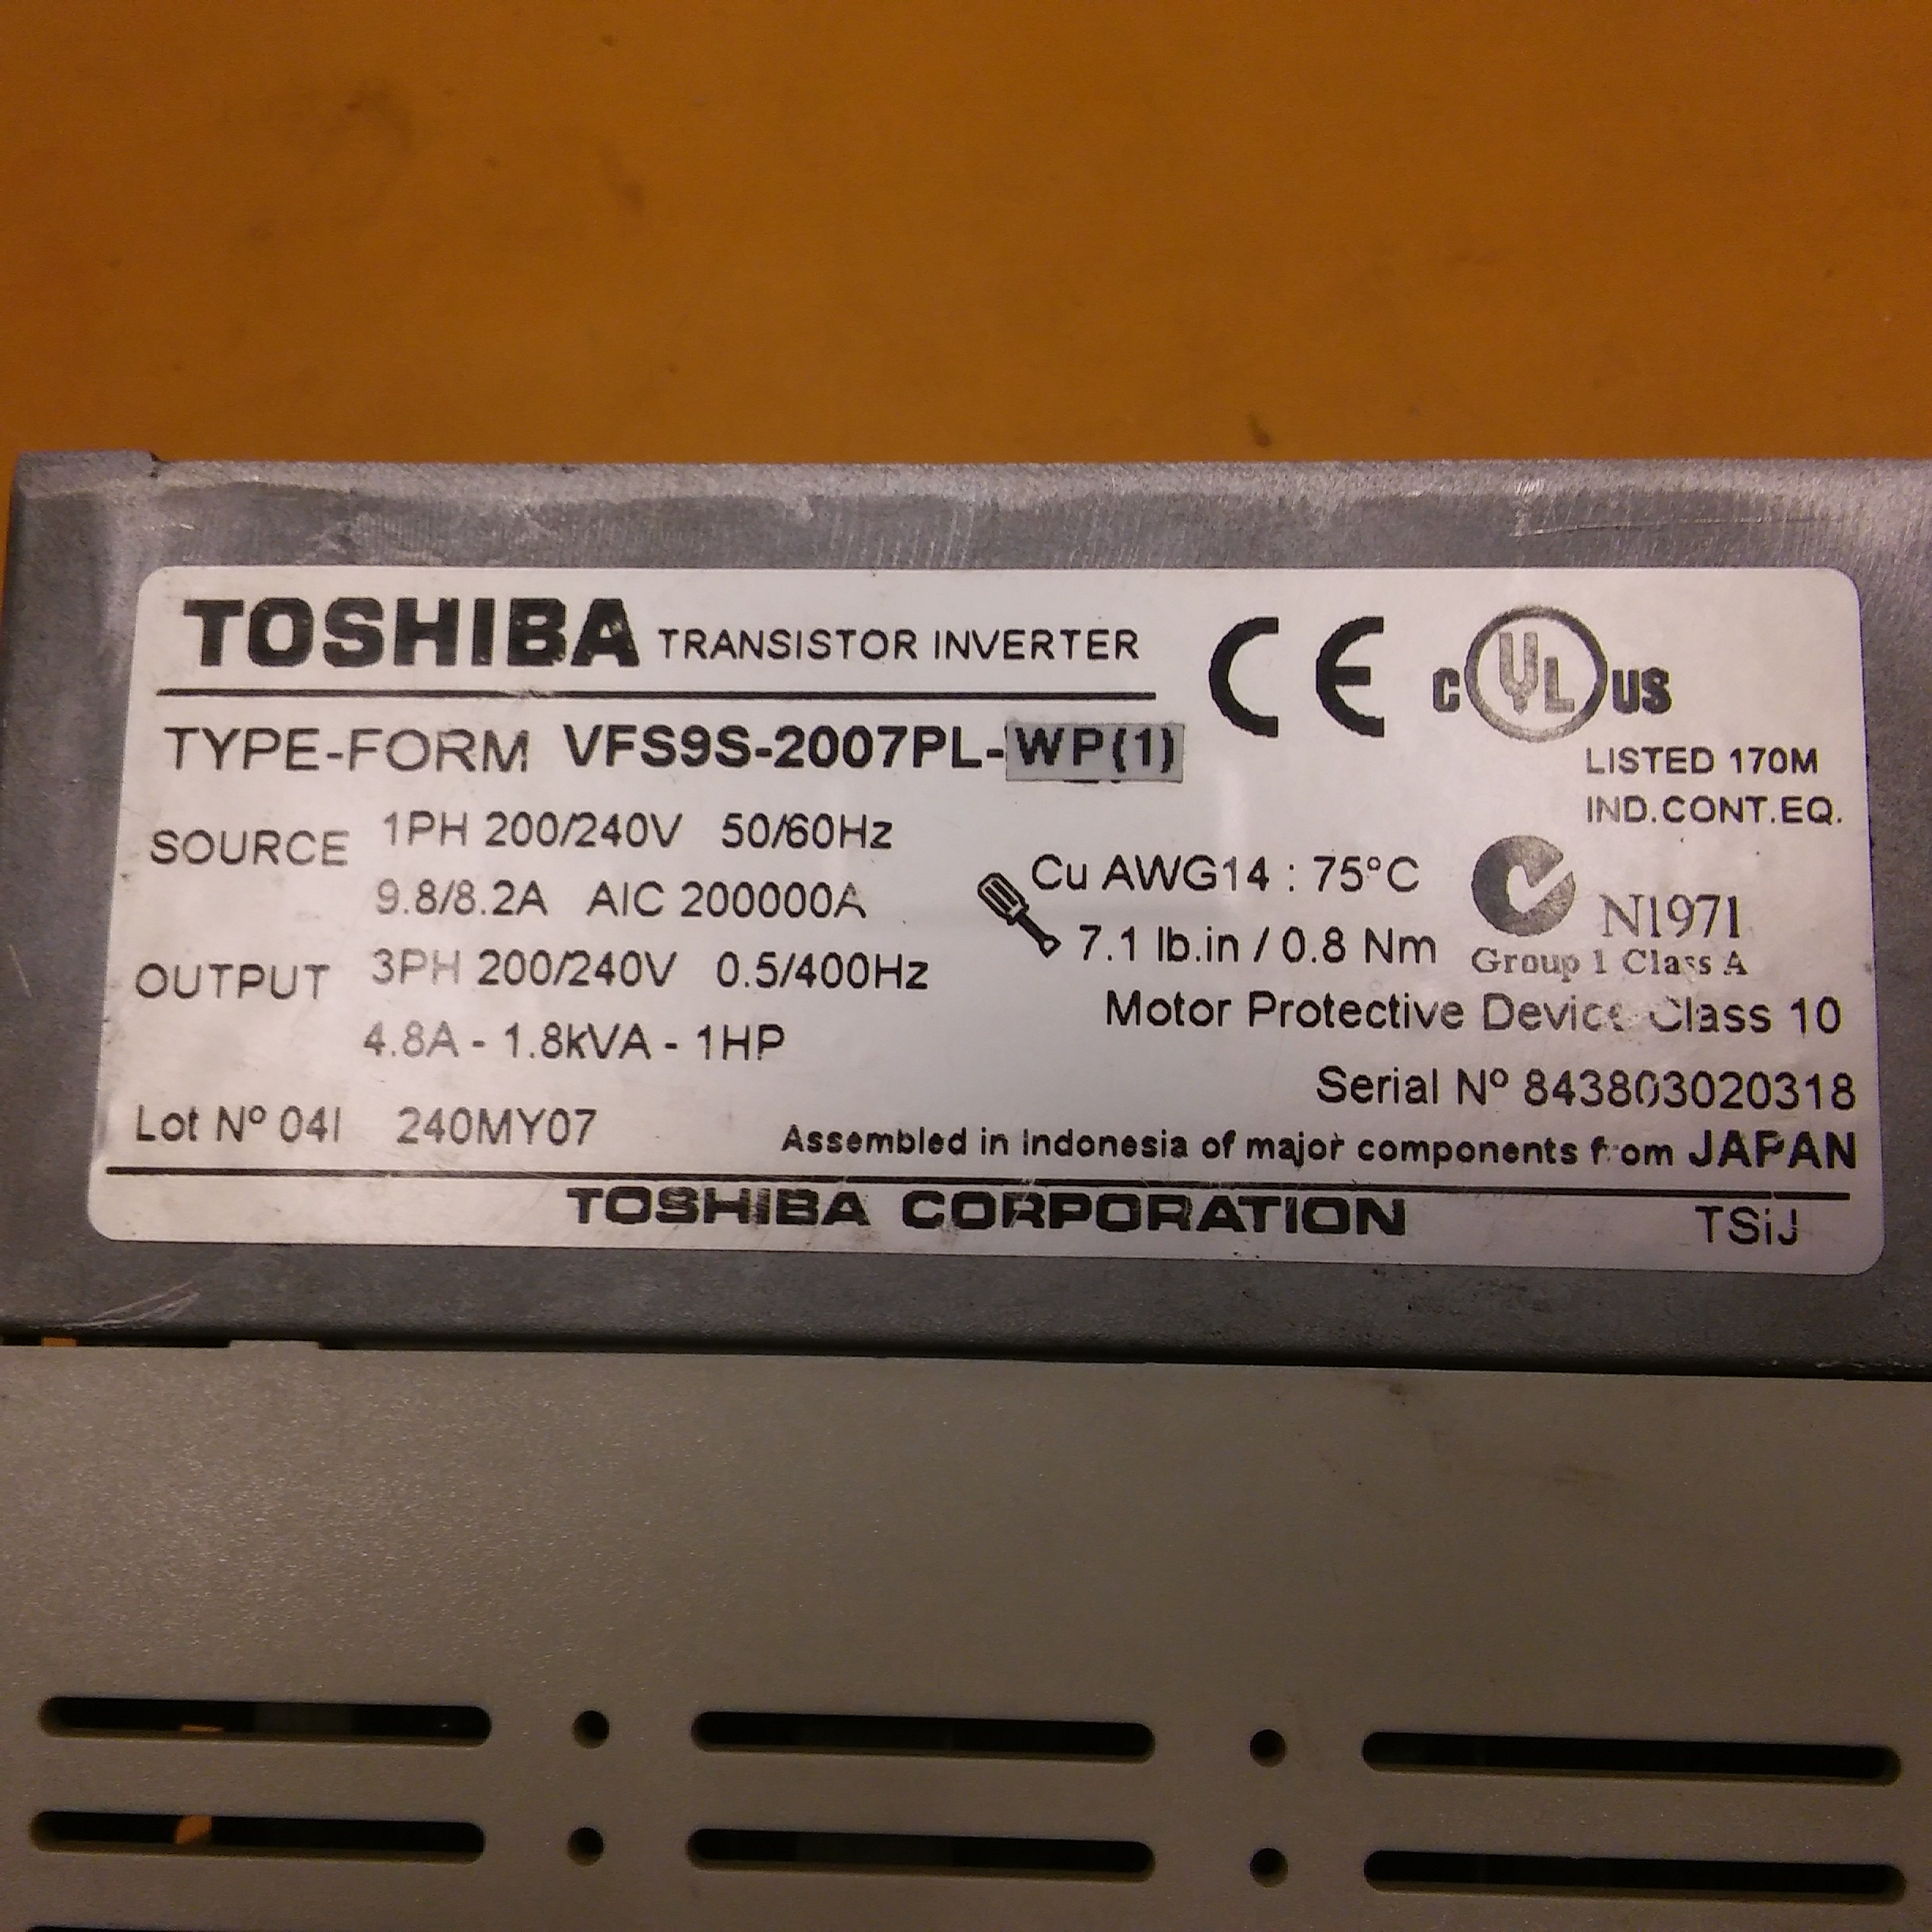 TOSHIBA TRANSISTOR INVERTER
CE
C UL US
TYPE-FORM VFS9S-2007PL-WP(1)
LISTED 170M
IND.CONT.EQ.
SOURCE 1PH 200/240V 50/60Hz
9.8/8.2A AIC 200000A
Cu AWG14 : 75°C
7.1 lb.in / 0.8 Nm
N1971
Group 1 Class A
OUTPUT 3PH 200/240V 0.5/400Hz
4.8A - 1.8kVA - 1HP
Motor Protective Device Class 10
Serial Nº 843803020318
Lot Nº 04I 240MY07
Assembled in Indonesia of major components from JAPAN
TOSHIBA CORPORATION TSiJ